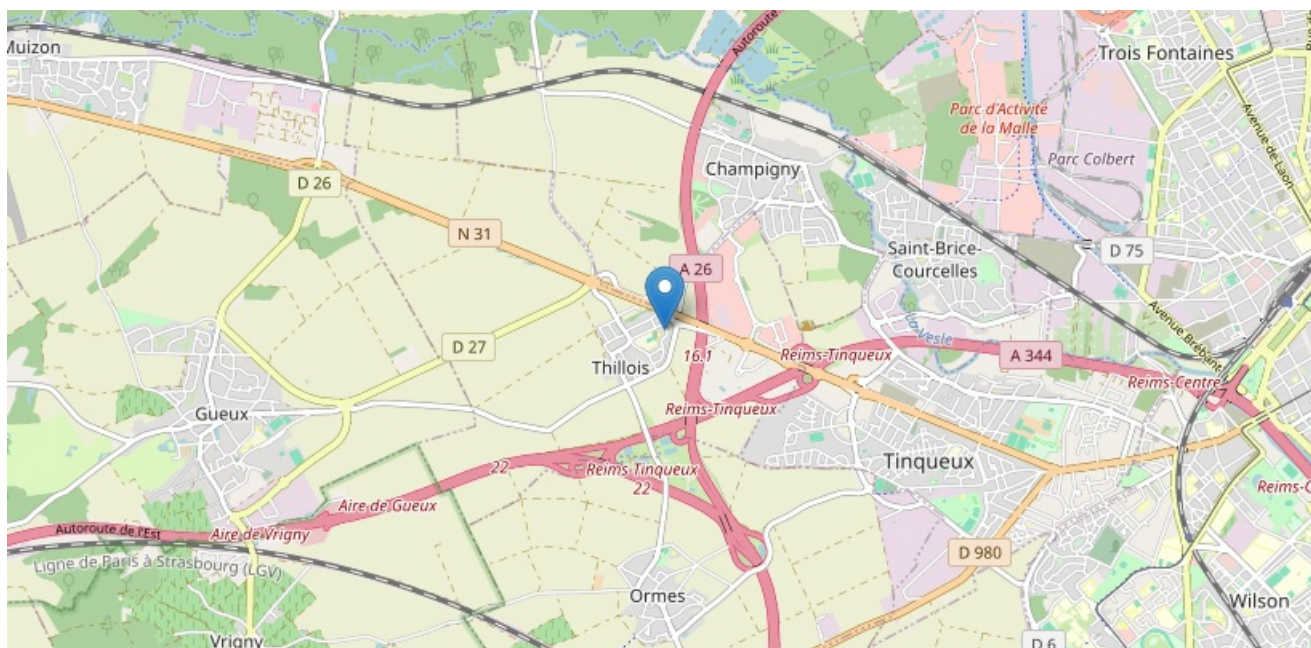 Muizon
Autoroute
Trois Fontaines
Avenue de Laon
Parc d'Activité
de la Malle
Parc Colbert
Champigny
D 26
N 31
Saint-Brice-
Courcelles
D 75
A 26
Avenue Brébant
La Vesle
D 27
Thillois
16.1
Reims-Tinqueux
A 344
Reims-Centre
Gueux
Reims-Tinqueux
Tinqueux
22
Reims-Tinqueux
22
Aire de Gueux
Autoroute de l'Est
Aire de Vrigny
Ligne de Paris à Strasbourg (LGV)
D 980
Ormes
Wilson
Vrigny
D 6